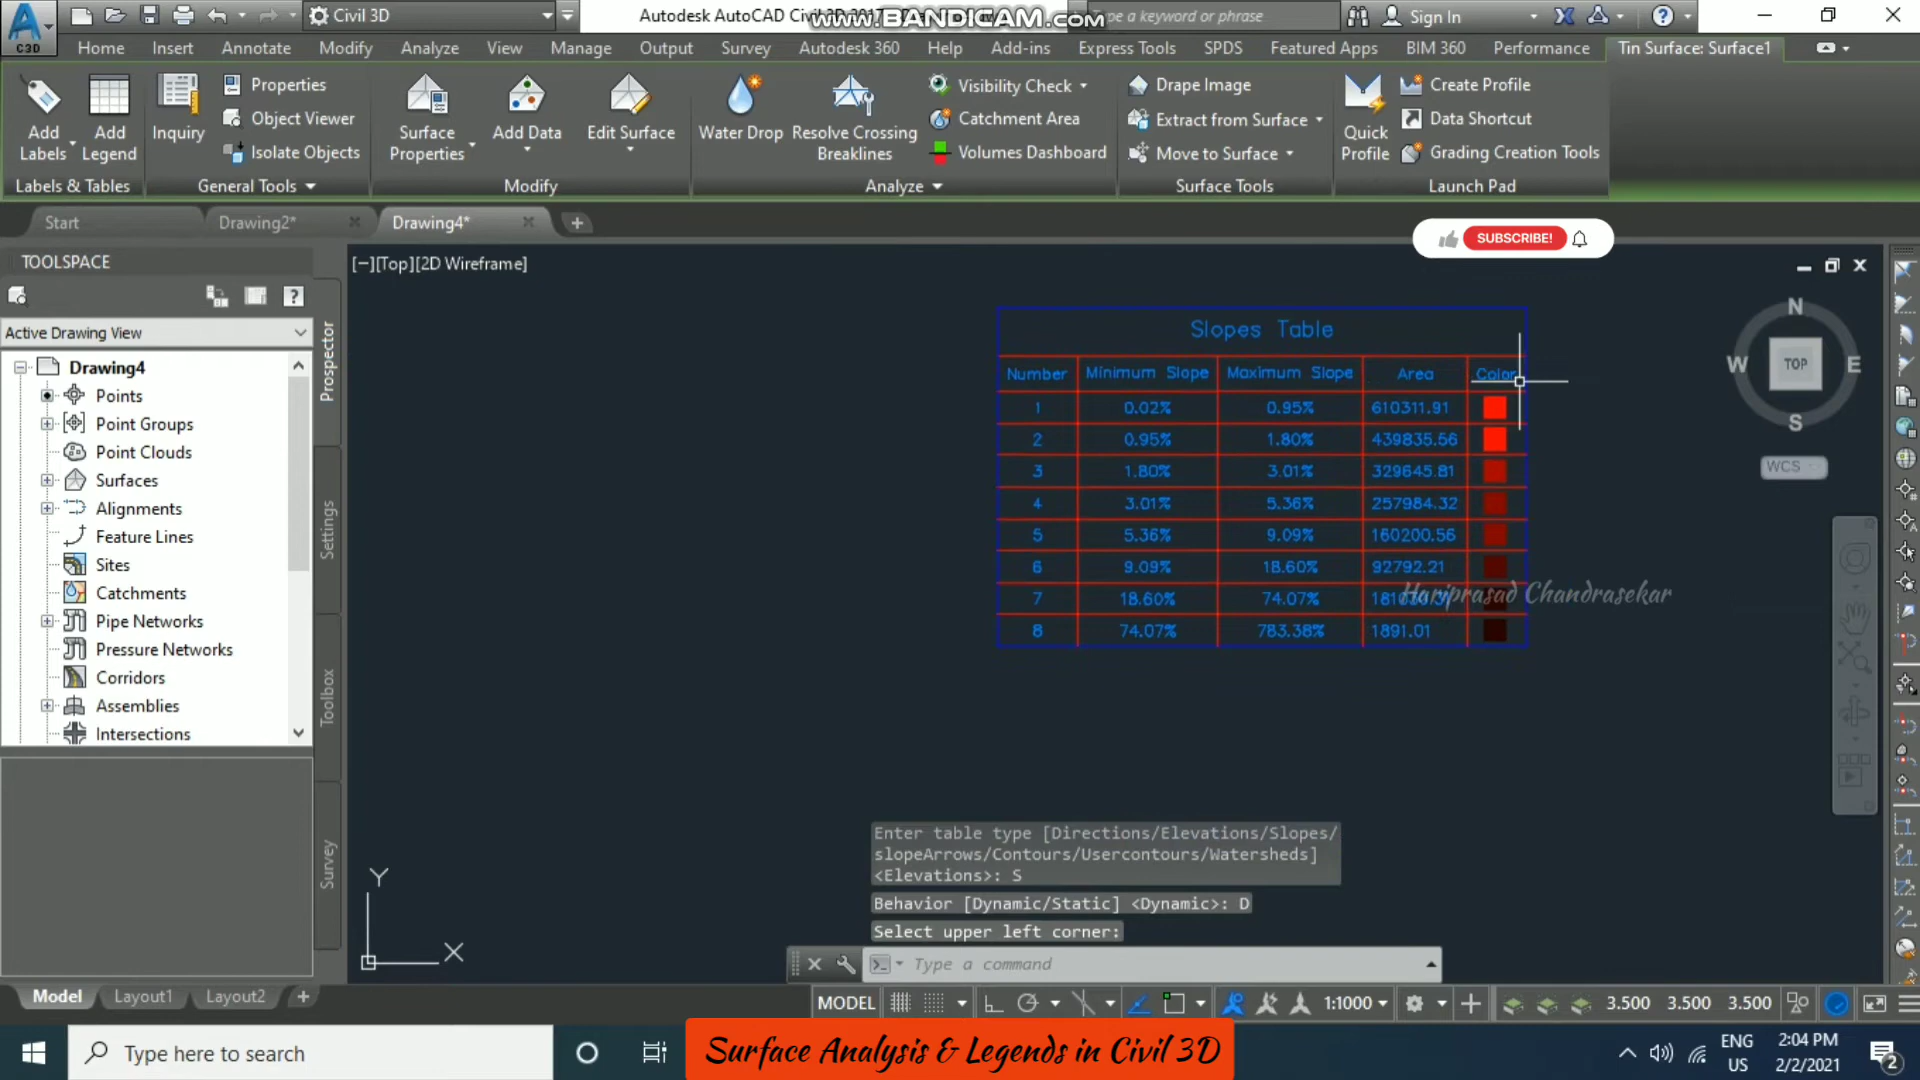 Civil 3D
Autodesk AutoCAD Civil 3D 2017
www.BANDICAM.com
Type a keyword or phrase
Sign In
C3D
Home Insert Annotate Modify Analyze View Manage Output Survey Autodesk 360 Help Add-ins Express Tools SPDS Featured Apps BIM 360 Performance Tin Surface: Surface1
Add Labels
Add Legend
Labels & Tables
Inquiry
Properties
Object Viewer
Isolate Objects
General Tools
Surface Properties
Add Data
Edit Surface
Modify
Water Drop
Resolve Crossing Breaklines
Visibility Check
Catchment Area
Volumes Dashboard
Analyze
Drape Image
Extract from Surface
Move to Surface
Surface Tools
Quick Profile
Create Profile
Data Shortcut
Grading Creation Tools
Launch Pad
Start Drawing2* Drawing4*
SUBSCRIBE!
TOOLSPACE
Active Drawing View
Drawing4
Points
Point Groups
Point Clouds
Surfaces
Alignments
Feature Lines
Sites
Catchments
Pipe Networks
Pressure Networks
Corridors
Assemblies
Intersections
Prospector
Settings
Toolbox
Survey
[−][Top][2D Wireframe]
Slopes Table
Number Minimum Slope Maximum Slope Area Color
1 0.02% 0.95% 610311.91
2 0.95% 1.80% 439835.56
3 1.80% 3.01% 329645.81
4 3.01% 5.36% 257984.32
5 5.36% 9.09% 160200.56
6 9.09% 18.60% 92792.21
7 18.60% 74.07%
8 74.07% 783.38% 1891.01
Hariprasad Chandrasekar
N
W TOP E
S
WCS
Y
X
Enter table type [Directions/Elevations/Slopes/
slopeArrows/Contours/Usercontours/Watersheds]
<Elevations>: S
Behavior [Dynamic/Static] <Dynamic>: D
Select upper left corner:
Type a command
Model Layout1 Layout2
MODEL 1:1000 3.500 3.500 3.500
Type here to search
Surface Analysis & Legends in Civil 3D
ENG
US
2:04 PM
2/2/2021
2